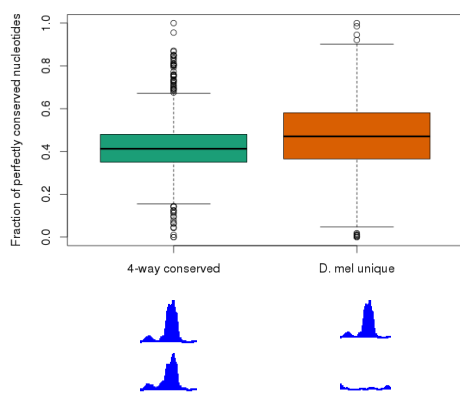 Fraction of perfectly conserved nucleotides
1.0
0.8
0.6
0.4
0.2
0.0
4-way conserved
D. mel unique